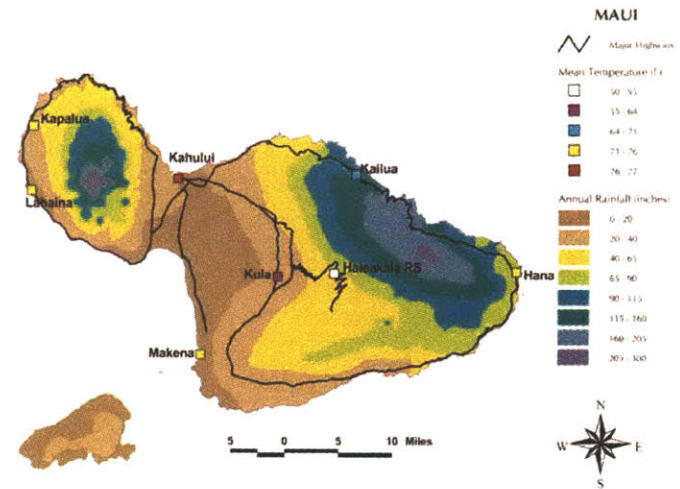 MAUI
Major Highways
Mean Temperature (f)
50 - 55
55 - 64
64 - 71
71 - 76
76 - 77
Annual Rainfall (inches)
0 - 20
20 - 40
40 - 65
65 - 90
90 - 115
115 - 160
160 - 205
205 - 300
Kapalua
Lahaina
Kahului
Kailua
Kula
Haleakala RS
Hana
Makena
5 0 5 10 Miles
N
W E
S